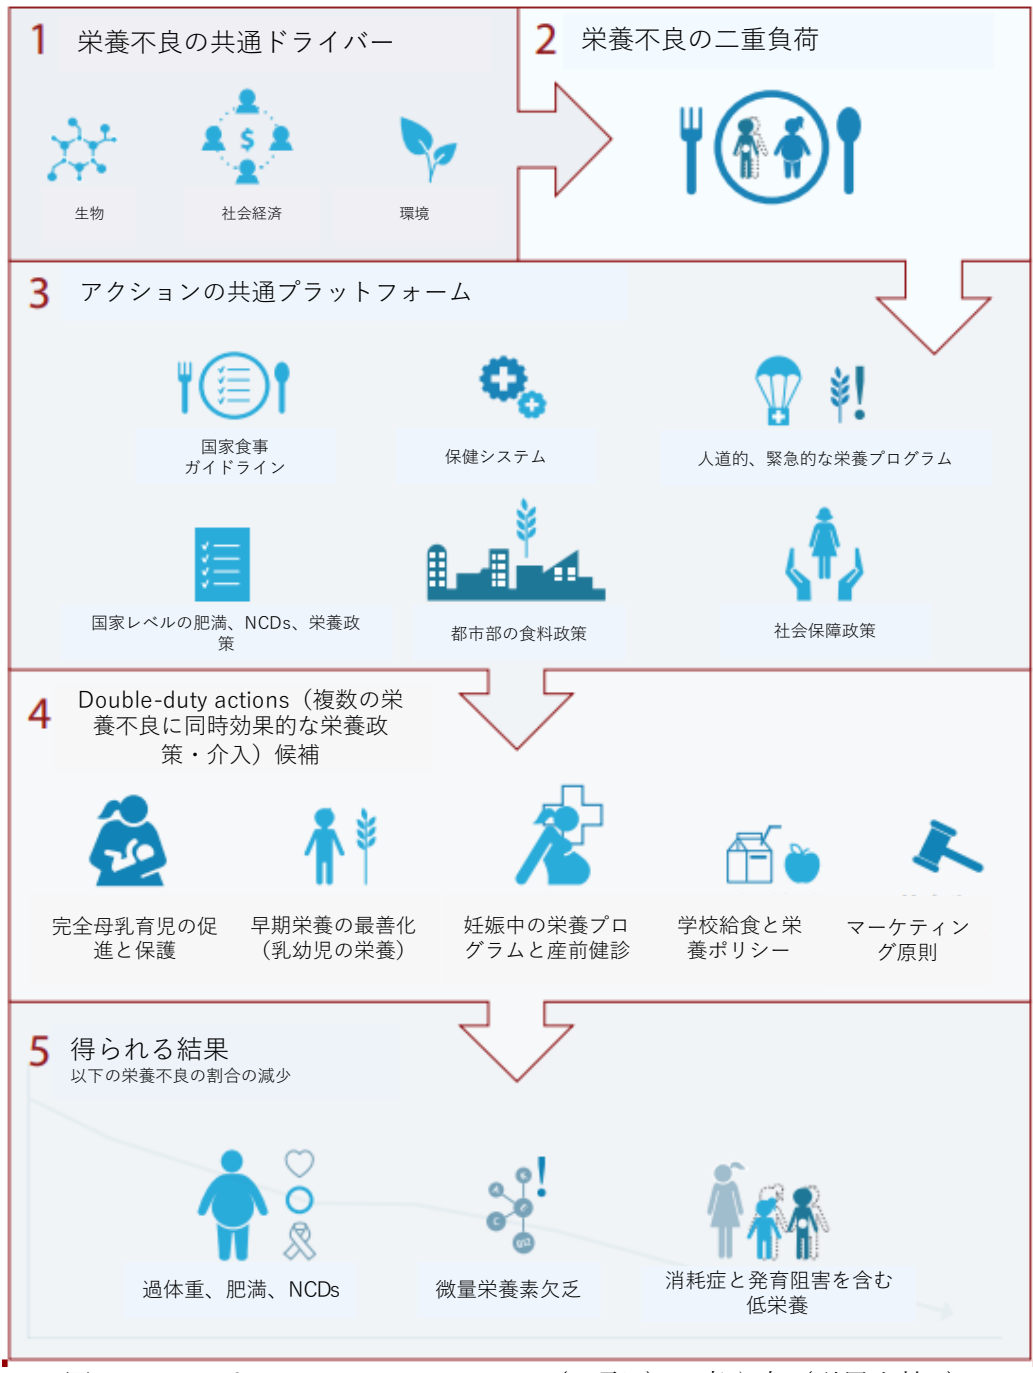 1 栄養不良の共通ドライバー
生物
社会経済
環境
2 栄養不良の二重負荷
3 アクションの共通プラットフォーム
国家食事
ガイドライン
保健システム
人道的、緊急的な栄養プログラム
国家レベルの肥満、NCDs、栄養政
策
都市部の食料政策
社会保障政策
4 Double-duty actions（複数の栄
養不良に同時効果的な栄養政
策・介入）候補
完全母乳育児の促
進と保護
早期栄養の最善化
（乳幼児の栄養）
妊娠中の栄養プロ
グラムと産前健診
学校給食と栄
養ポリシー
マーケティン
グ原則
5 得られる結果
以下の栄養不良の割合の減少
過体重、肥満、NCDs
微量栄養素欠乏
消耗症と発育阻害を含む
低栄養